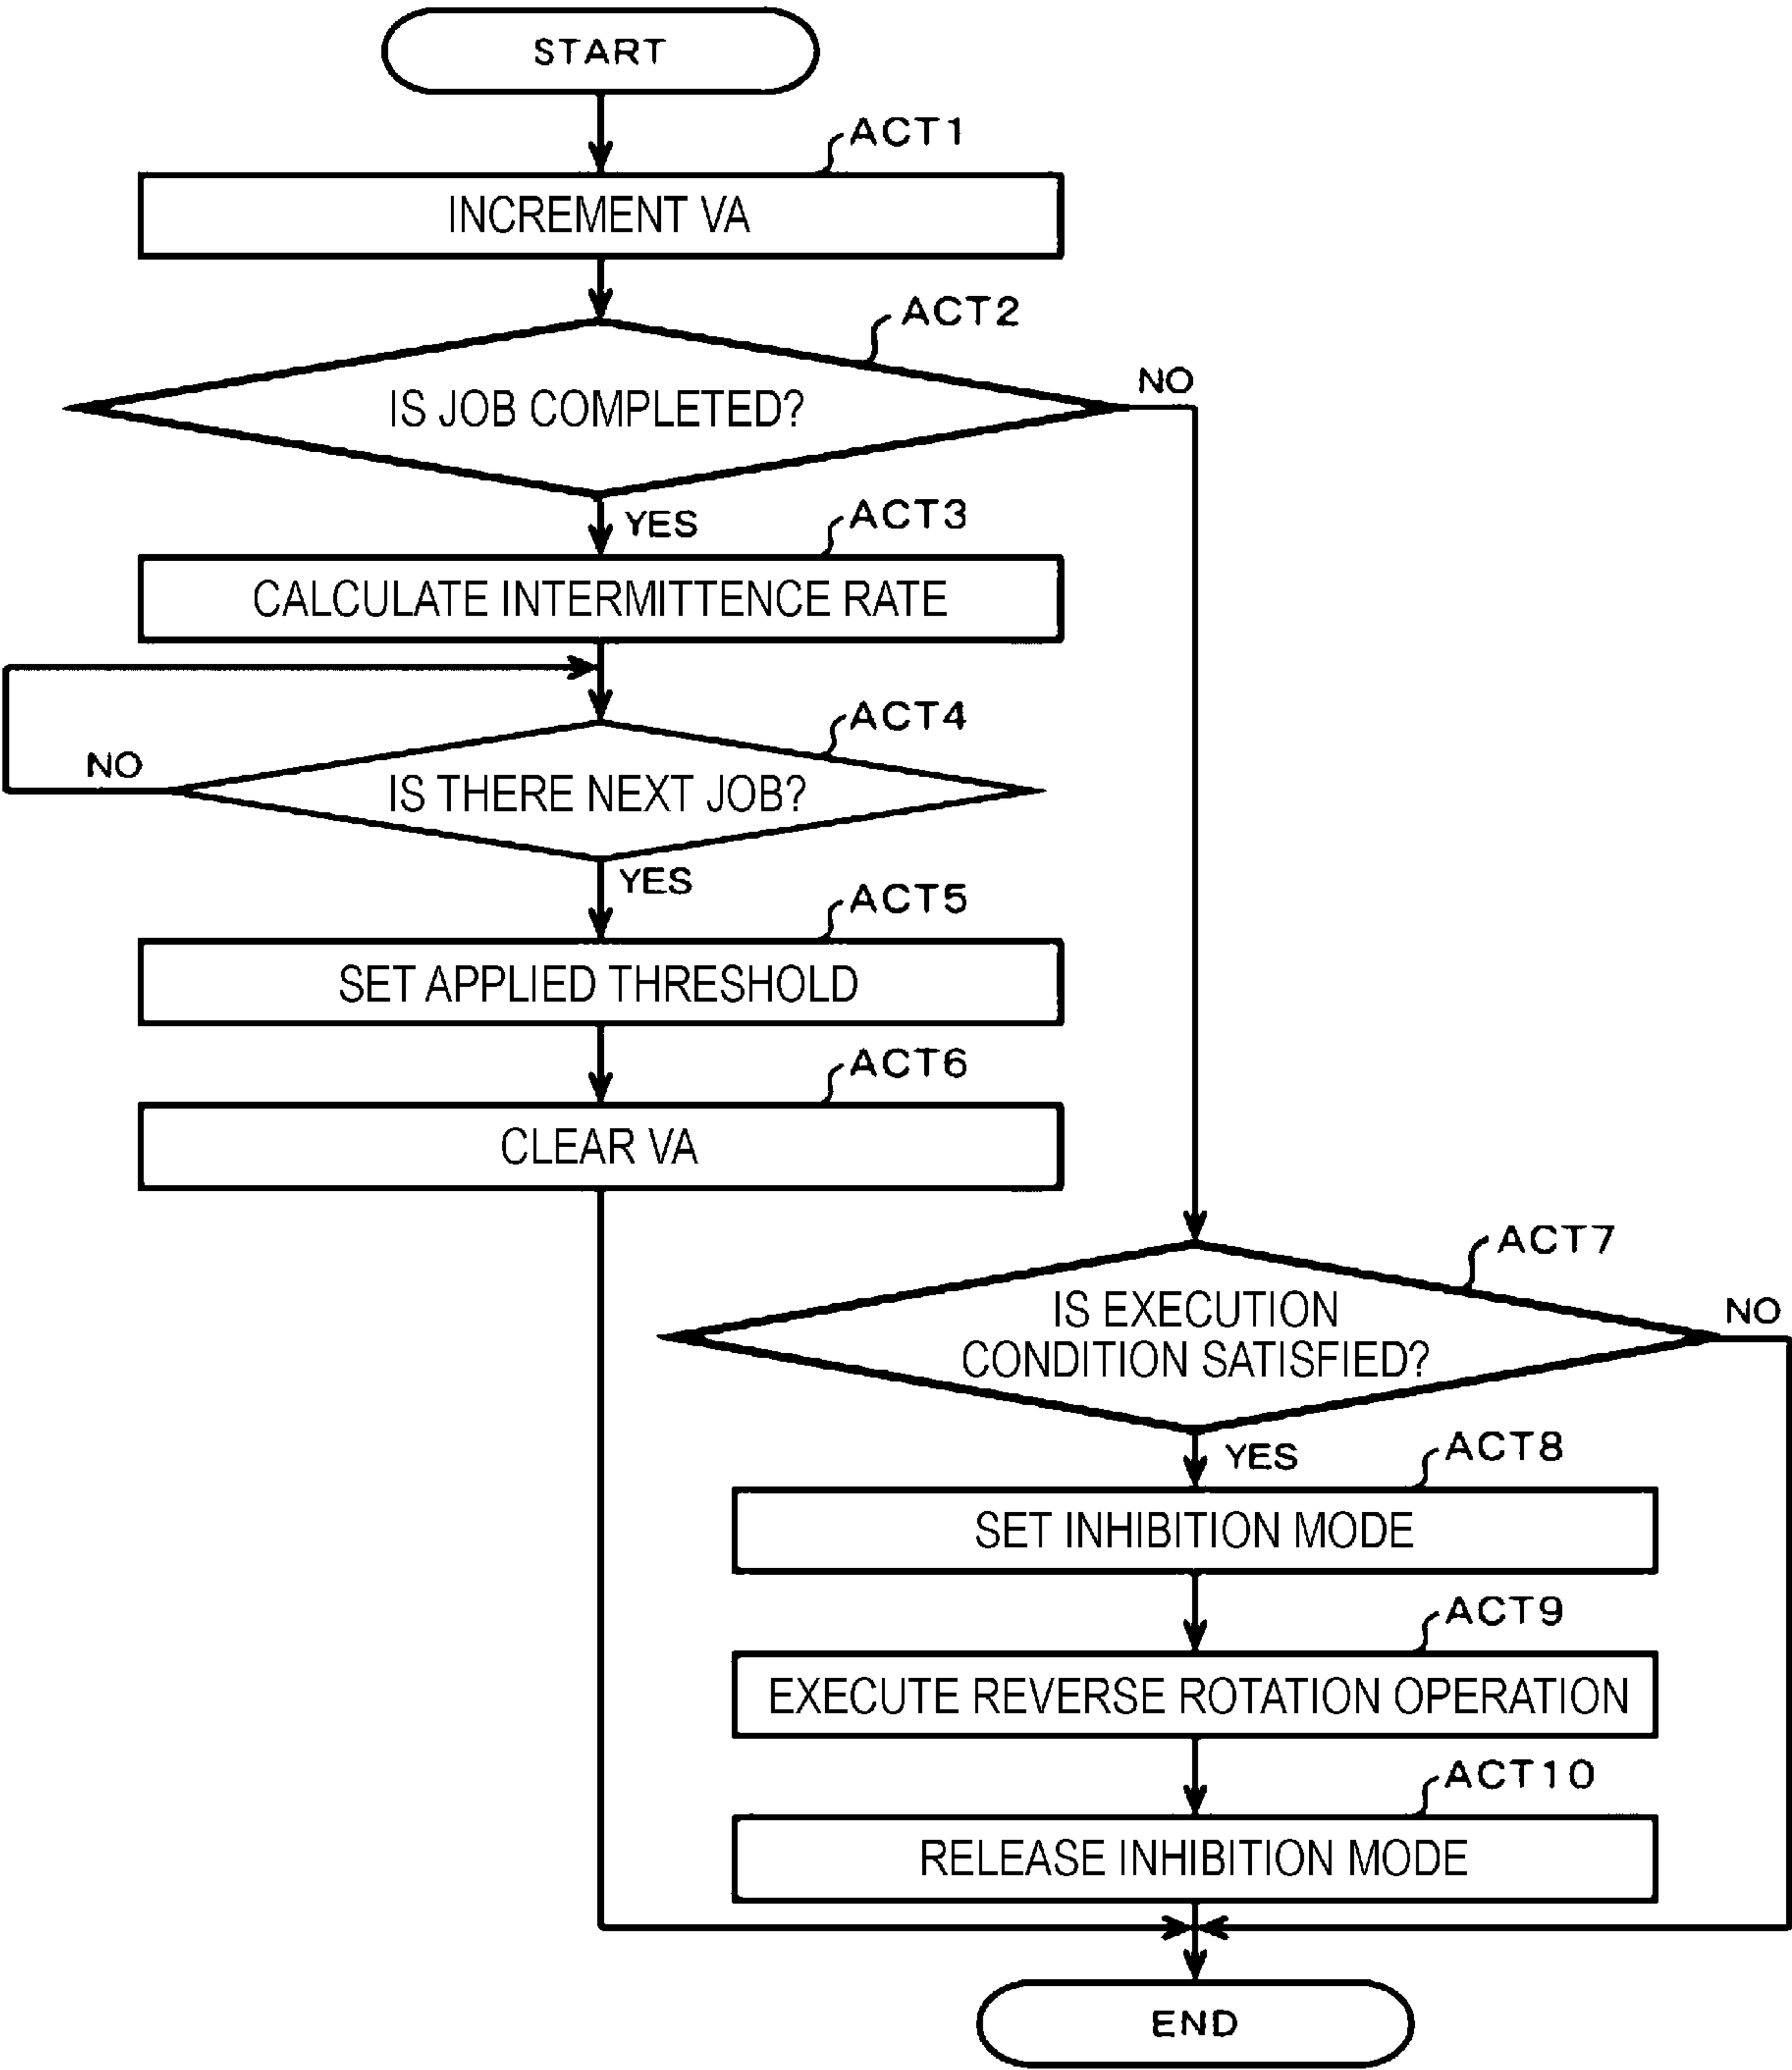 START
ACT1
INCREMENT VA
ACT2
IS JOB COMPLETED?
NO
YES
ACT3
CALCULATE INTERMITTENCE RATE
ACT4
NO
IS THERE NEXT JOB?
YES
ACT5
SET APPLIED THRESHOLD
ACT6
CLEAR VA
ACT7
IS EXECUTION
CONDITION SATISFIED?
NO
YES
ACT8
SET INHIBITION MODE
ACT9
EXECUTE REVERSE ROTATION OPERATION
ACT10
RELEASE INHIBITION MODE
END